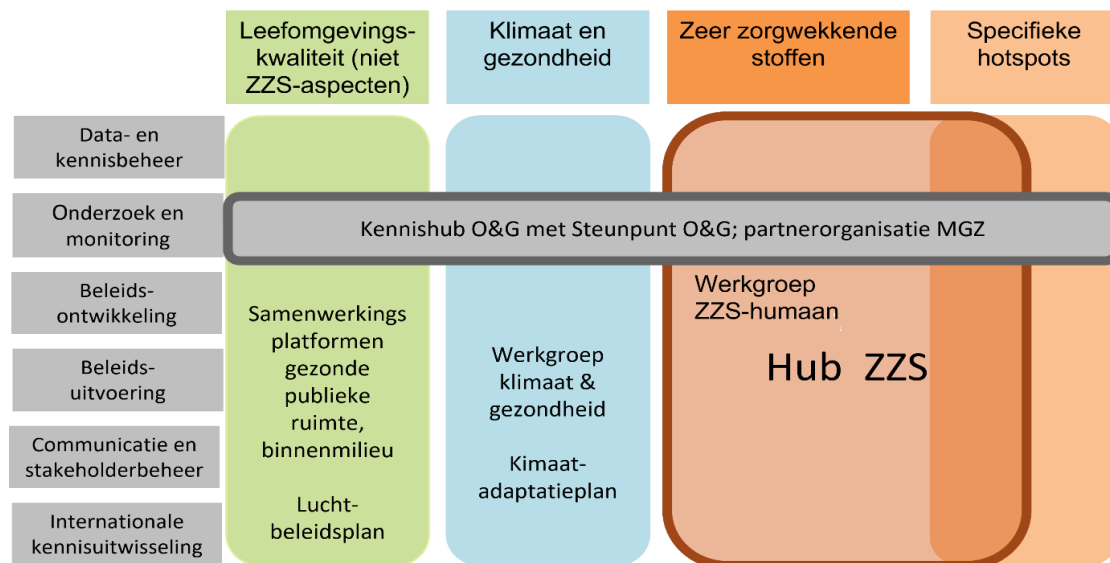 Leefomgevings-
kwaliteit (niet
ZZS-aspecten)
Klimaat en
gezondheid
Zeer zorgwekkende
stoffen
Specifieke
hotspots
Data- en
kennisbeheer
Onderzoek en
monitoring
Kennishub O&G met Steunpunt O&G; partnerorganisatie MGZ
Beleids-
ontwikkeling
Beleids-
uitvoering
Communicatie en
stakeholderbeheer
Internationale
kennisuitwisseling
Samenwerkings
platformen
gezonde
publieke
ruimte,
binnenmilieu
Lucht-
beleidsplan
Werkgroep
klimaat &
gezondheid
Kimaat-
adaptatieplan
Werkgroep
ZZS-humaan
Hub ZZS